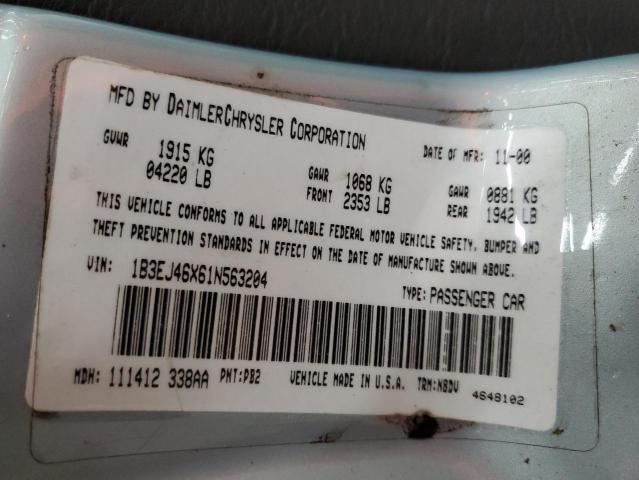 MFD BY DAIMLERCHRYSLER CORPORATION DATE OF MFR: 11-00
GVWR 1915 KG GAWR 1068 KG GAWR 0881 KG
04220 LB FRONT 2353 LB REAR 1942 LB
THIS VEHICLE CONFORMS TO ALL APPLICABLE FEDERAL MOTOR VEHICLE SAFETY, BUMPER AND
THEFT PREVENTION STANDARDS IN EFFECT ON THE DATE OF MANUFACTURE SHOWN ABOVE.
VIN: 1B3EJ46X61N563204 TYPE: PASSENGER CAR
MDH: 111412 338AA PNT:PB2 VEHICLE MADE IN U.S.A. TRM:N8DV
4648102